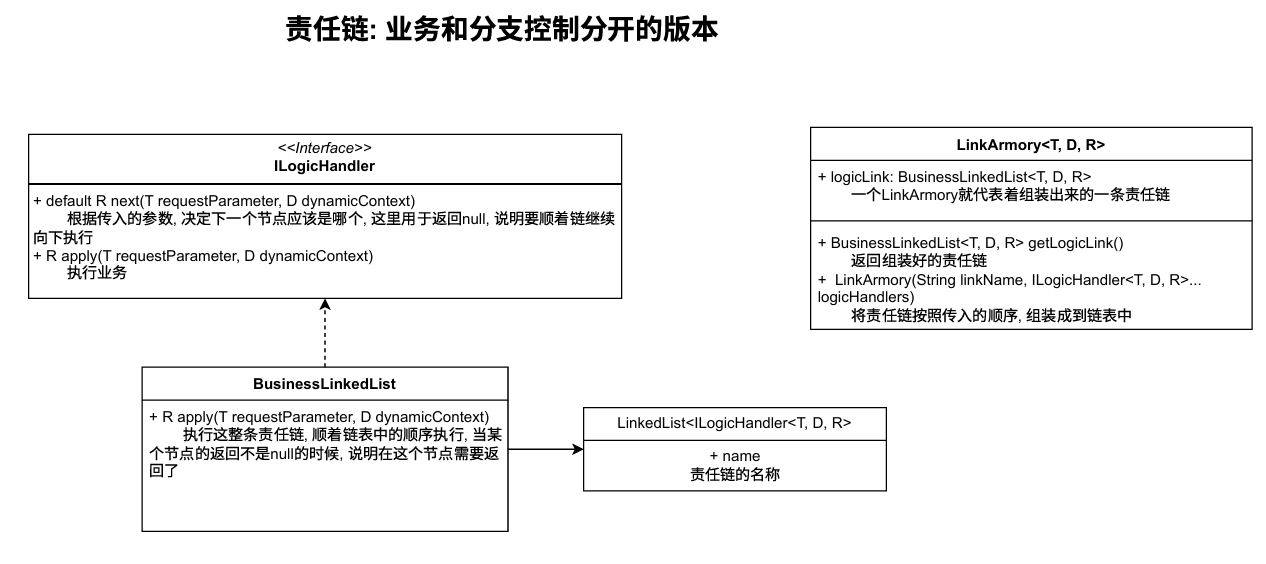 责任链: 业务和分支控制分开的版本
<<Interface>>
ILogicHandler
+ default R next(T requestParameter, D dynamicContext)
根据传入的参数, 决定下一个节点应该是哪个, 这里用于返回null, 说明要顺着链继续
向下执行
+ R apply(T requestParameter, D dynamicContext)
执行业务
LinkArmory<T, D, R>
+ logicLink: BusinessLinkedList<T, D, R>
一个LinkArmory就代表着组装出来的一条责任链
+ BusinessLinkedList<T, D, R> getLogicLink()
返回组装好的责任链
+  LinkArmory(String linkName, ILogicHandler<T, D, R>...
logicHandlers)
将责任链按照传入的顺序, 组装成到链表中
BusinessLinkedList
+ R apply(T requestParameter, D dynamicContext)
执行这整条责任链, 顺着链表中的顺序执行, 当某
个节点的返回不是null的时候, 说明在这个节点需要返
回了
LinkedList<ILogicHandler<T, D, R>
+ name
责任链的名称